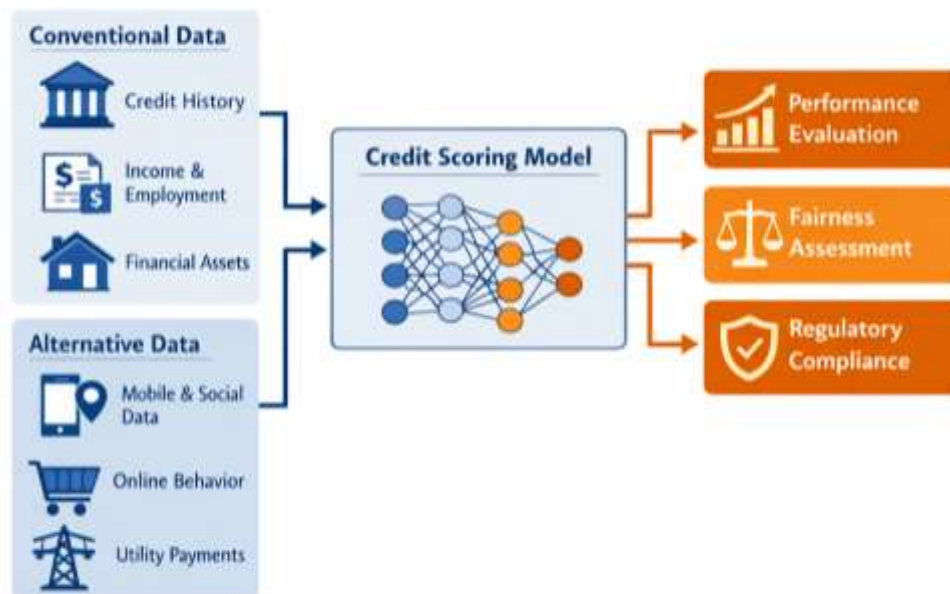 Conventional Data
Credit History
$
$
Income &
Employment
Financial Assets
Alternative Data
Mobile & Social
Data
Online Behavior
Utility Payments
Credit Scoring Model
Performance
Evaluation
Fairness
Assessment
Regulatory
Compliance